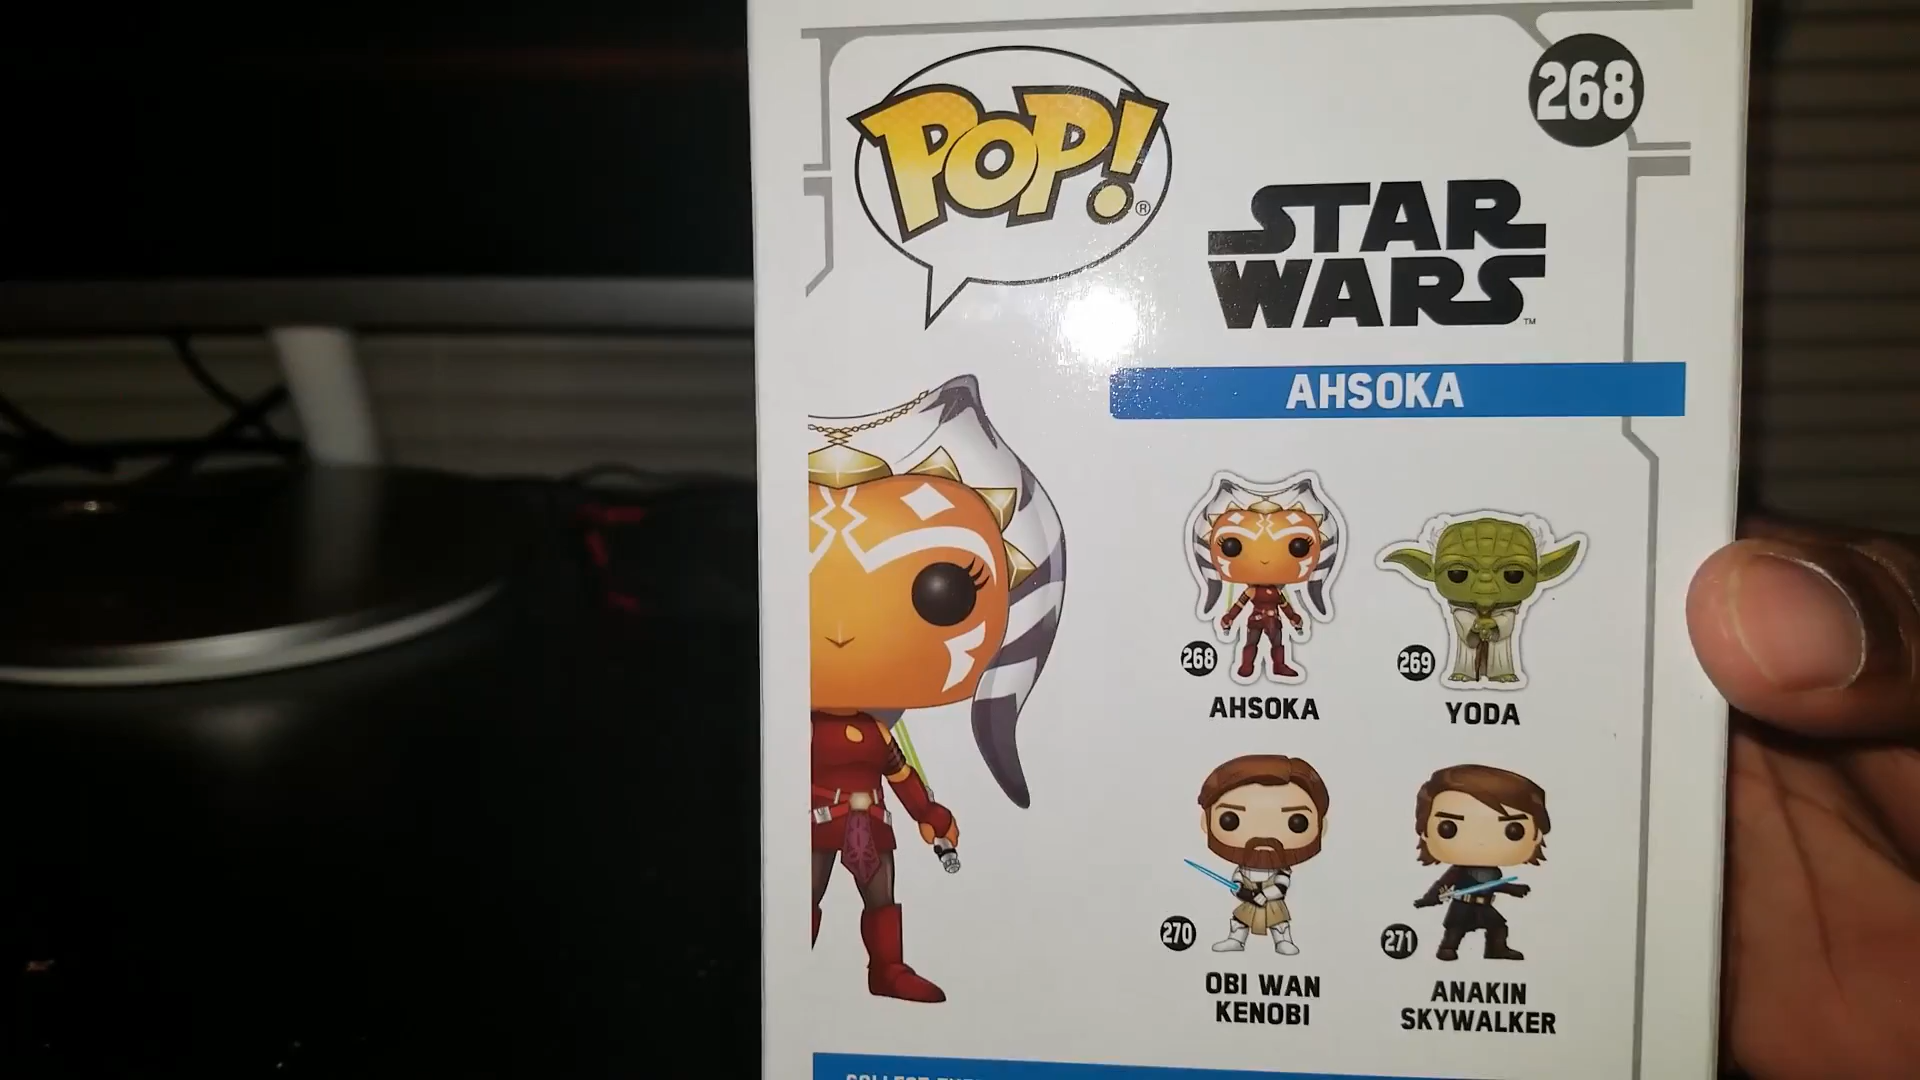 POP!
®
268
STAR
WARS
™
AHSOKA
268
AHSOKA
269
YODA
270
OBI WAN
KENOBI
271
ANAKIN
SKYWALKER